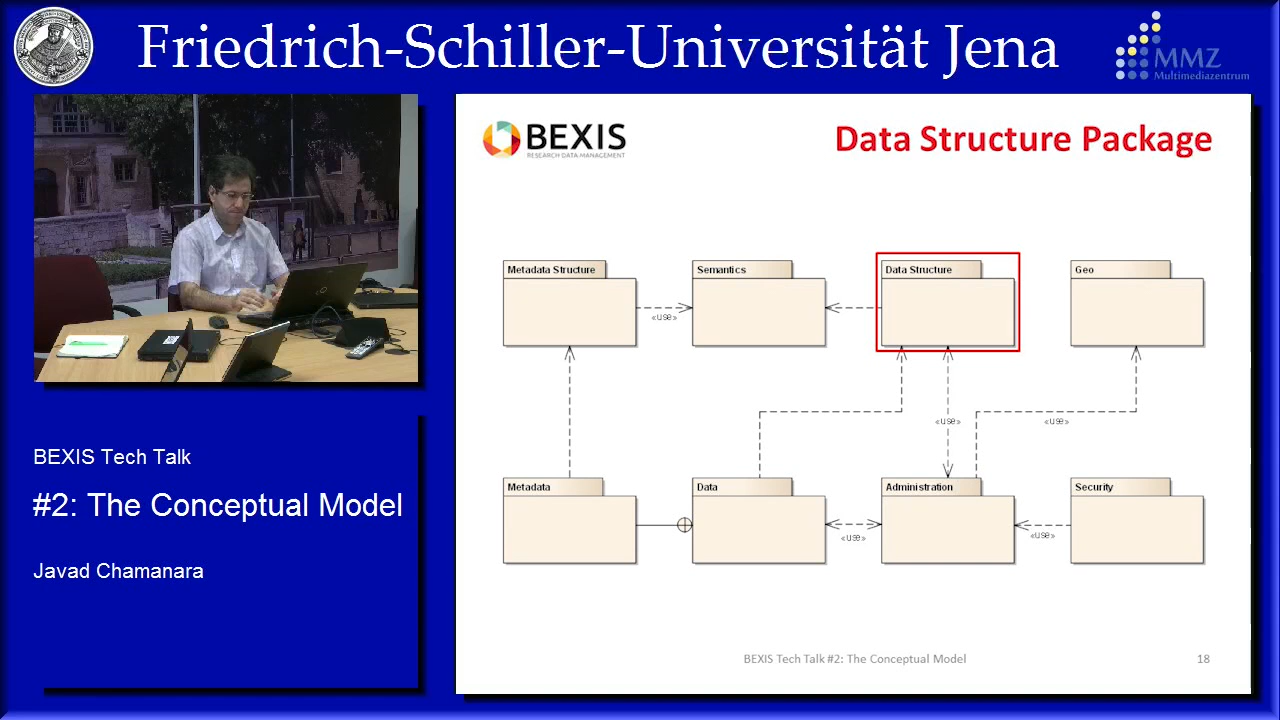 Friedrich-Schiller-Universität Jena
MMZ
Multimediazentrum
BEXIS
RESEARCH DATA MANAGEMENT
Data Structure Package
Metadata Structure
Semantics
Data Structure
Geo
«use»
«use»
«use»
Metadata
Data
Administration
Security
«use»
«use»
BEXIS Tech Talk
#2: The Conceptual Model
Javad Chamanara
BEXIS Tech Talk #2: The Conceptual Model
18